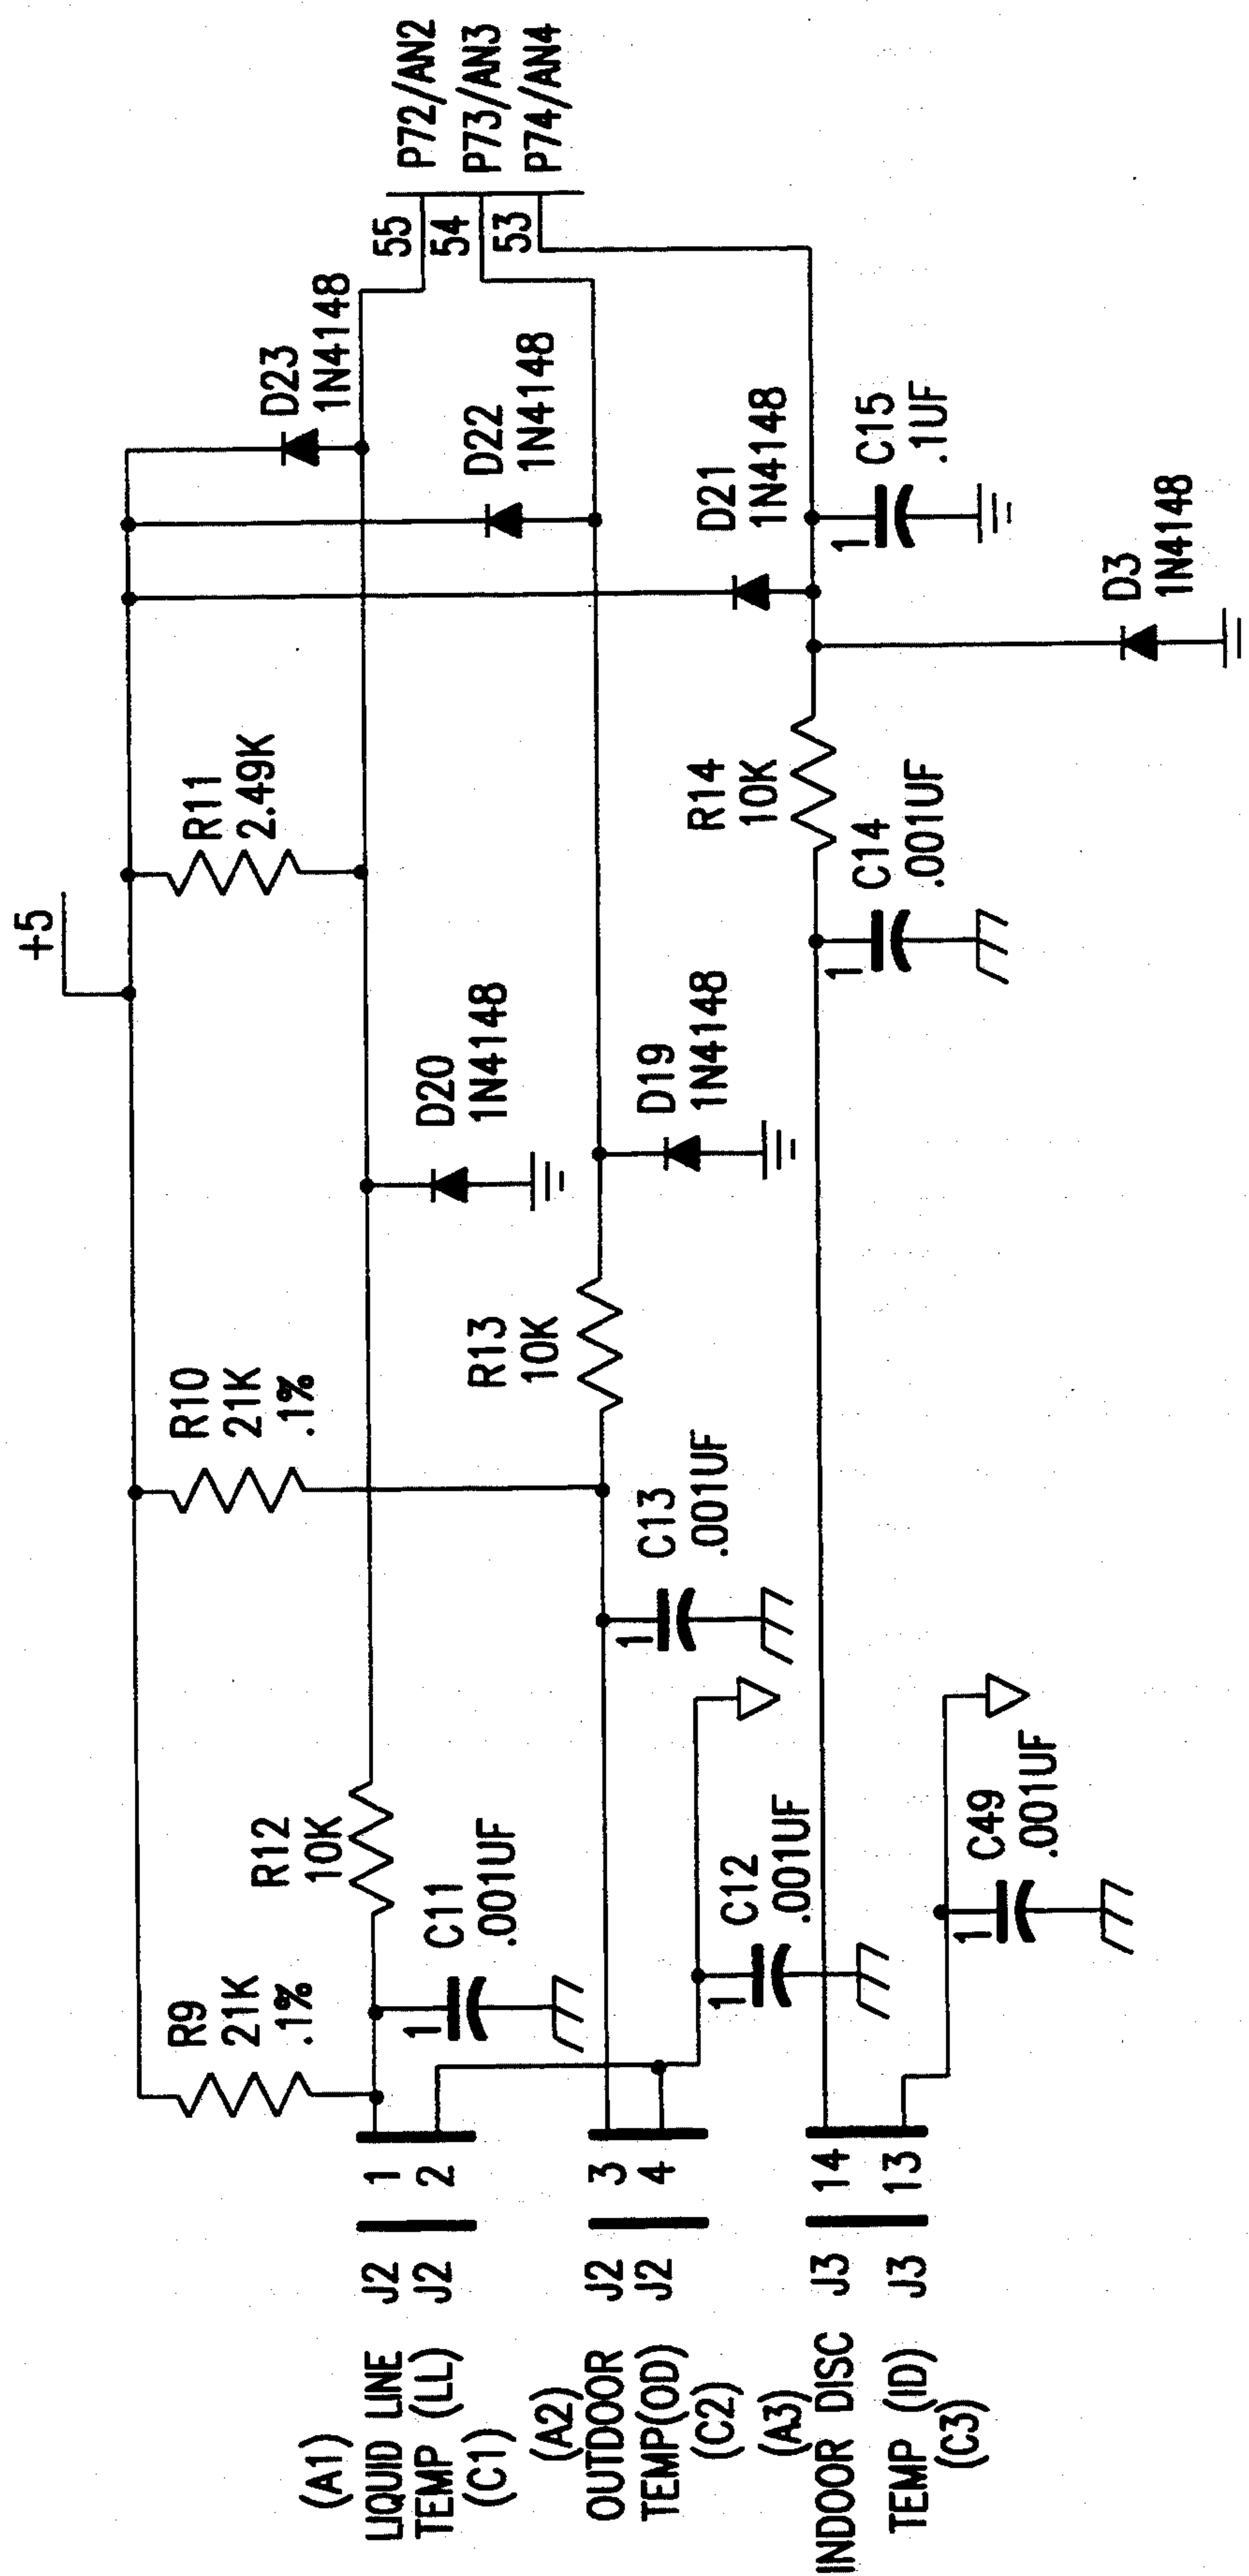 +5
R9
21K
.1%
R10
21K
.1%
R11
2.49K
D23
1N4148
55
54
53
P72/AN2
P73/AN3
P74/AN4
(A1)
LIQUID LINE
TEMP (LL)
(C1)
J2
J2
1
2
R12
10K
1
C11
.001UF
D20
1N4148
D22
1N4148
(A2)
OUTDOOR
TEMP(OD)
(C2)
J2
J2
3
4
R13
10K
1
C13
.001UF
1
C12
.001UF
D19
1N4148
D21
1N4148
(A3)
INDOOR DISC
TEMP (ID)
(C3)
J3
J3
14
13
R14
10K
1
C14
.001UF
1
C15
.1UF
1
C49
.001UF
D3
1N4148